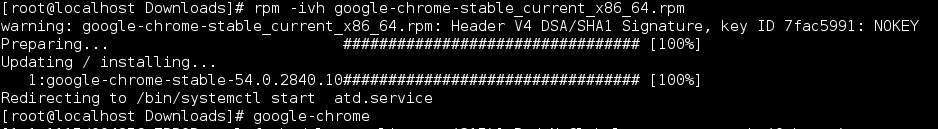 [root@localhost Downloads]# rpm -ivh google-chrome-stable_current_x86_64.rpm
warning: google-chrome-stable_current_x86_64.rpm: Header V4 DSA/SHA1 Signature, key ID 7fac5991: NOKEY
Preparing... ################################# [100%]
Updating / installing...
1:google-chrome-stable-54.0.2840.10################################# [100%]
Redirecting to /bin/systemctl start atd.service
[root@localhost Downloads]# google-chrome